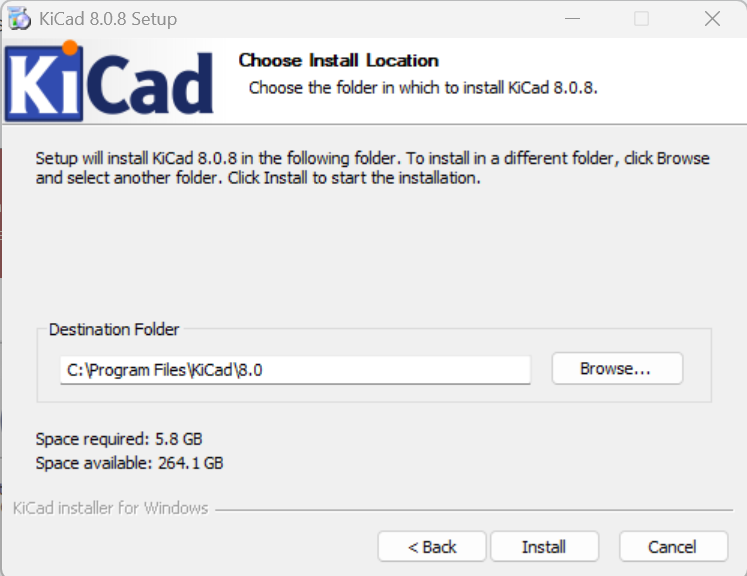 KiCad 8.0.8 Setup
KiCad
Choose Install Location
Choose the folder in which to install KiCad 8.0.8.
Setup will install KiCad 8.0.8 in the following folder. To install in a different folder, click Browse
and select another folder. Click Install to start the installation.
Destination Folder
C:\Program Files\KiCad\8.0
Browse...
Space required: 5.8 GB
Space available: 264.1 GB
KiCad installer for Windows
< Back
Install
Cancel